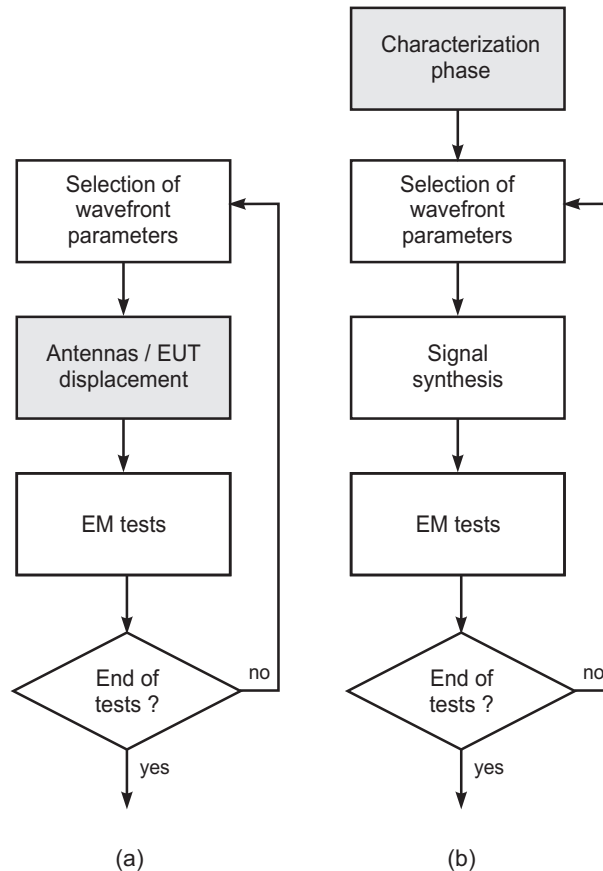 Selection of
wavefront
parameters
Antennas / EUT
displacement
EM tests
End of
tests ?
no
yes
(a)
Characterization
phase
Selection of
wavefront
parameters
Signal
synthesis
EM tests
End of
tests ?
no
yes
(b)